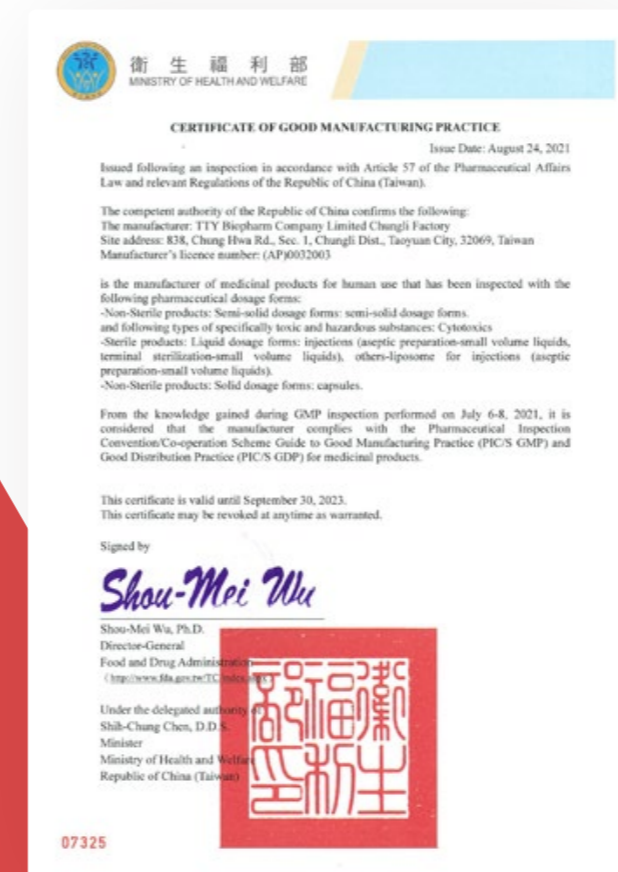 衛生福利部
MINISTRY OF HEALTH AND WELFARE
CERTIFICATE OF GOOD MANUFACTURING PRACTICE
Issue Date: August 24, 2021
Issued following an inspection in accordance with Article 57 of the Pharmaceutical Affairs
Law and relevant Regulations of the Republic of China (Taiwan).
The competent authority of the Republic of China confirms the following:
The manufacturer: TTY Biopharm Company Limited Chungli Factory
Site address: 838, Chung Hwa Rd., Sec. 1, Chungli Dist., Taoyuan City, 32069, Taiwan
Manufacturer's licence number: (AP)0032003
is the manufacturer of medicinal products for human use that has been inspected with the
following pharmaceutical dosage forms:
-Non-Sterile products: Semi-solid dosage forms: semi-solid dosage forms.
and following types of specifically toxic and hazardous substances: Cytotoxics
-Sterile products: Liquid dosage forms: injections (aseptic preparation-small volume liquids,
terminal sterilization-small volume liquids), others-liposome for injections (aseptic
preparation-small volume liquids).
-Non-Sterile products: Solid dosage forms: capsules.
From the knowledge gained during GMP inspection performed on July 6-8, 2021, it is
considered that the manufacturer complies with the Pharmaceutical Inspection
Convention/Co-operation Scheme Guide to Good Manufacturing Practice (PIC/S GMP) and
Good Distribution Practice (PIC/S GDP) for medicinal products.
This certificate is valid until September 30, 2023.
This certificate may be revoked at anytime as warranted.
Signed by
Shou-Mei Wu
Shou-Mei Wu, Ph.D.
Director-General
Food and Drug Administration
Under the delegated authority of
Shih-Chung Chen, D.D.S.
Minister
Ministry of Health and Welfare
Republic of China (Taiwan)
衛生福利部印
07325